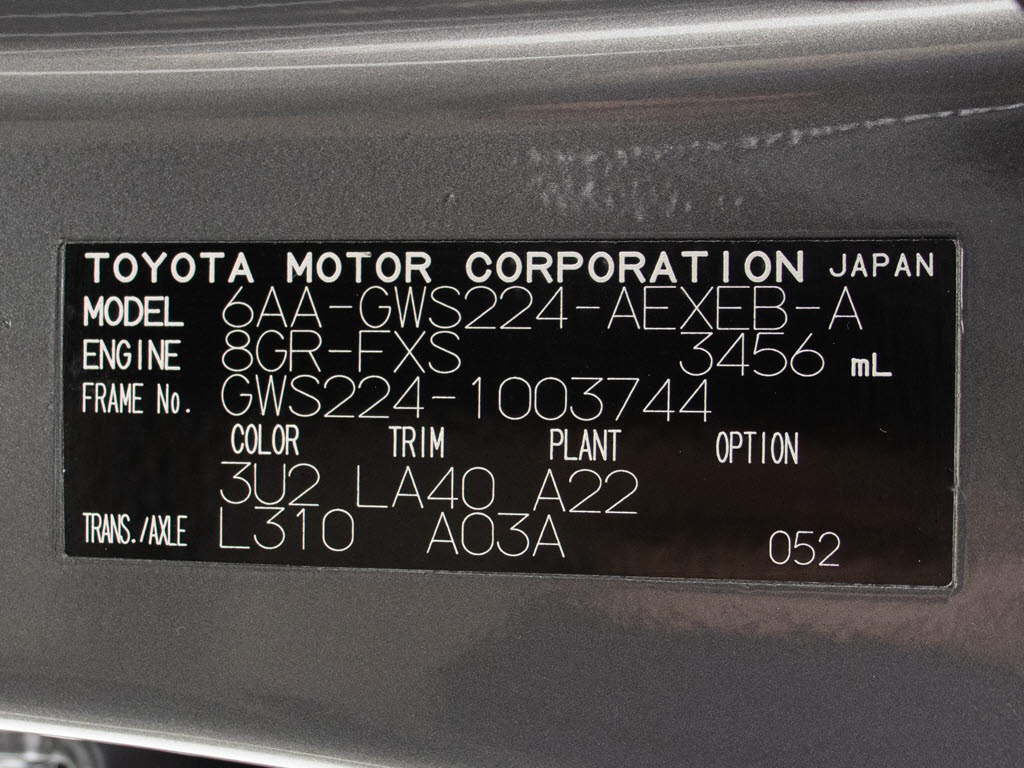 TOYOTA MOTOR CORPORATION JAPAN
MODEL 6AA-GWS224-AEXEB-A
ENGINE 8GR-FXS 3456 mL
FRAME No. GWS224-1003744
COLOR TRIM PLANT OPTION
3U2 LA40 A22
TRANS./AXLE L310 A03A 052